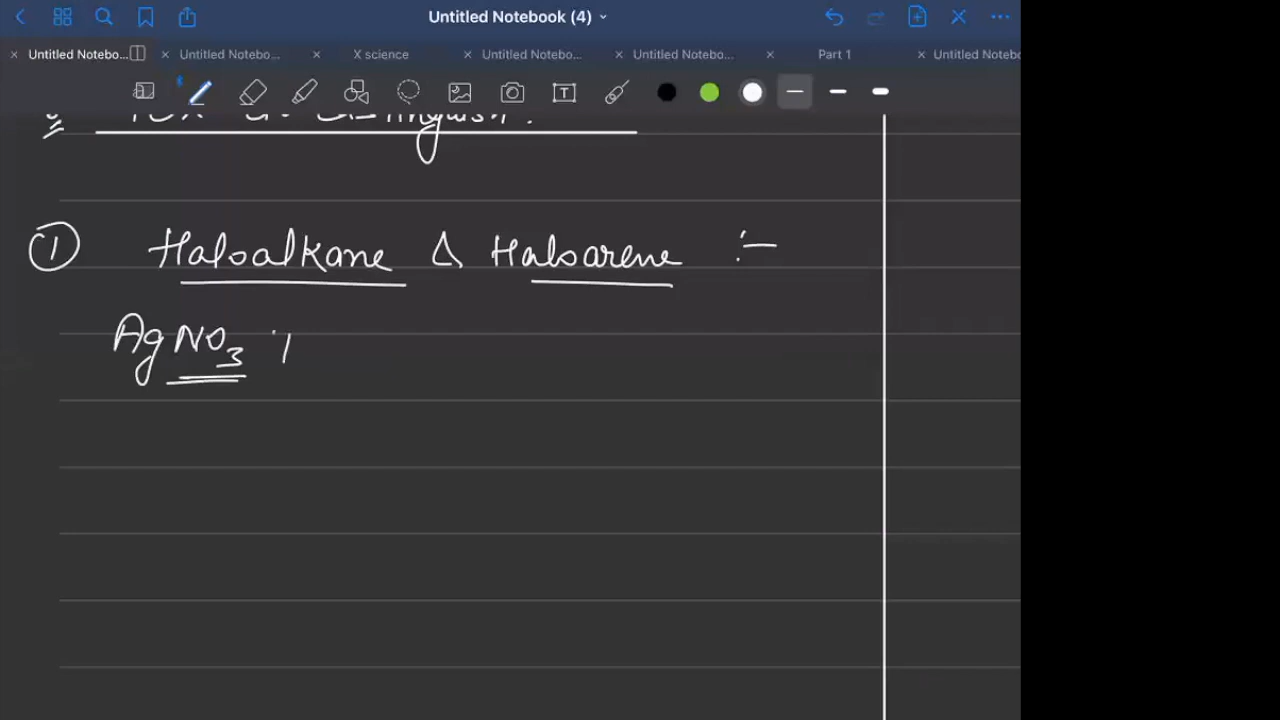 Untitled Notebook (4)
Untitled Notebo... Untitled Notebo... X science Untitled Notebo... Untitled Notebo... Part 1 Untitled Notebo
T
① Haloalkane & Haloarene :-
AgNO3